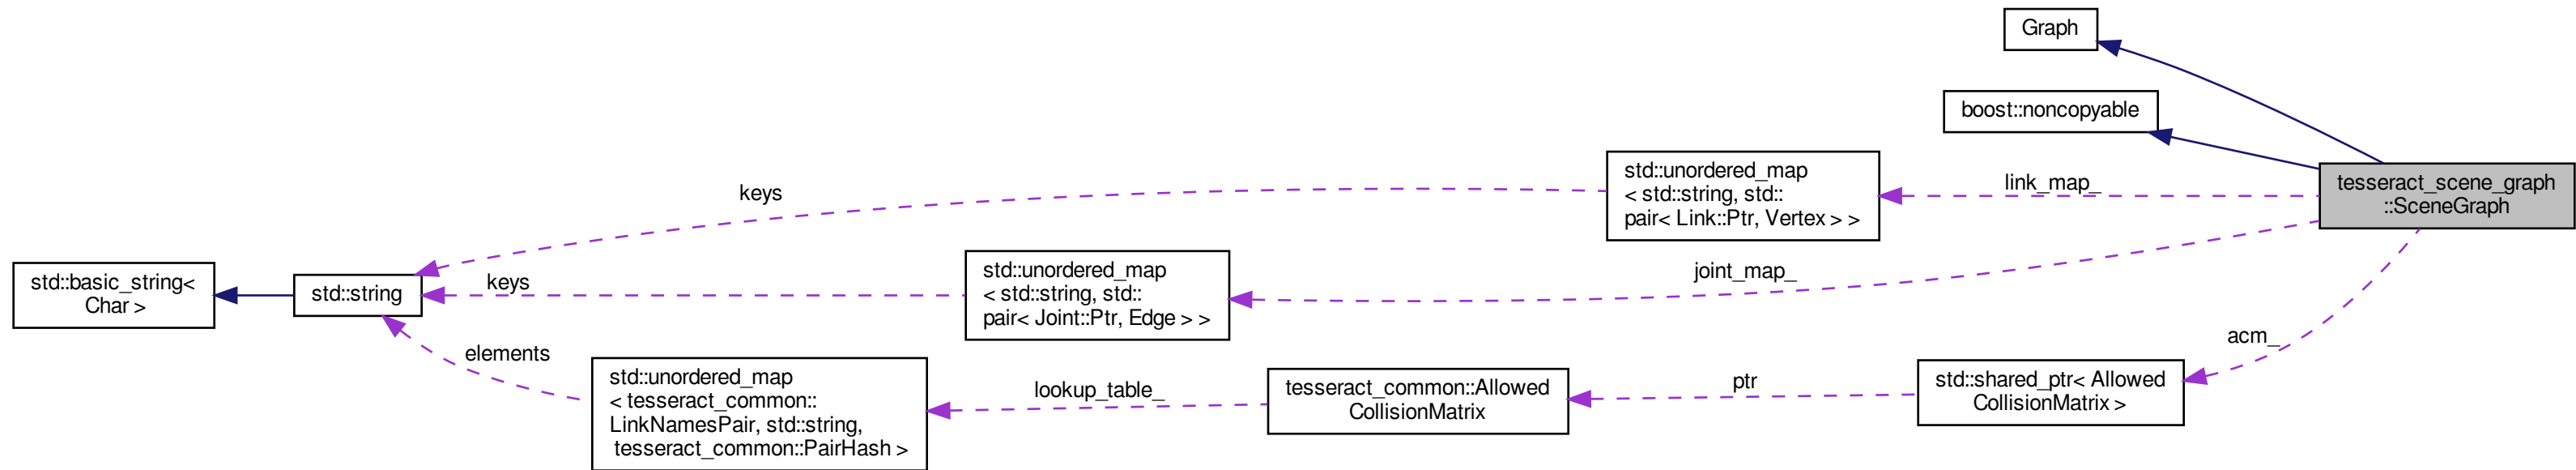 Graph
boost::noncopyable
tesseract_scene_graph
::SceneGraph
link_map_
std::unordered_map
< std::string, std::
pair< Link::Ptr, Vertex > >
keys
joint_map_
std::unordered_map
< std::string, std::
pair< Joint::Ptr, Edge > >
keys
std::string
std::basic_string<
Char >
acm_
std::shared_ptr< Allowed
CollisionMatrix >
ptr
tesseract_common::Allowed
CollisionMatrix
lookup_table_
std::unordered_map
< tesseract_common::
LinkNamesPair, std::string,
tesseract_common::PairHash >
elements